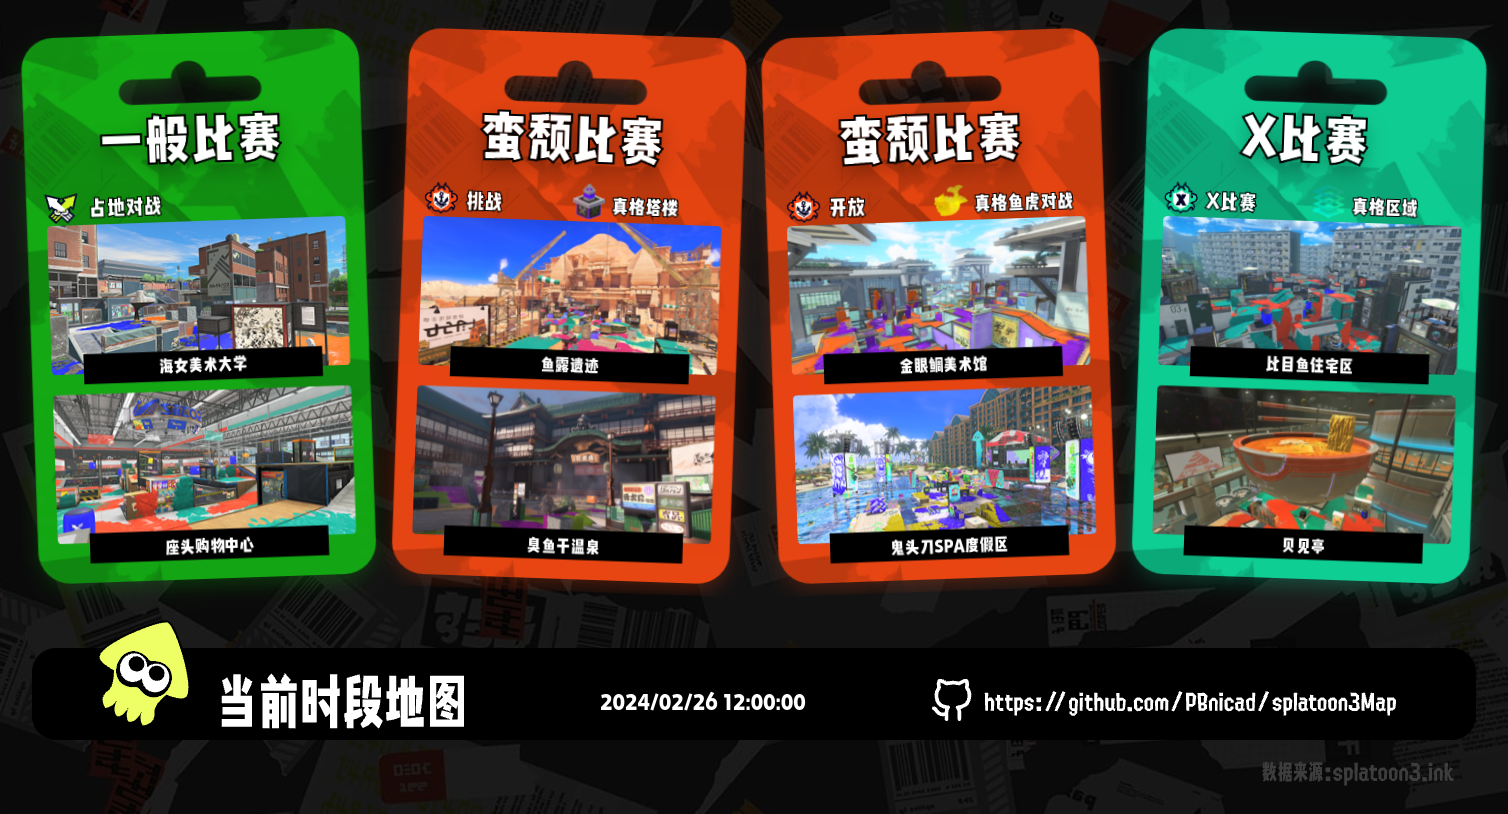 一般比赛
占地对战
海女美术大学
座头购物中心
蛮颓比赛
挑战
真格塔楼
鱼露遗迹
臭鱼干温泉
蛮颓比赛
开放
真格鱼虎对战
金眼鲷美术馆
鬼头刀SPA度假区
X比赛
X比赛
真格区域
比目鱼住宅区
贝见亭
当前时段地图
2024/02/26 12:00:00
https://github.com/PBnicad/splatoon3Map
数据来源:splatoon3.ink